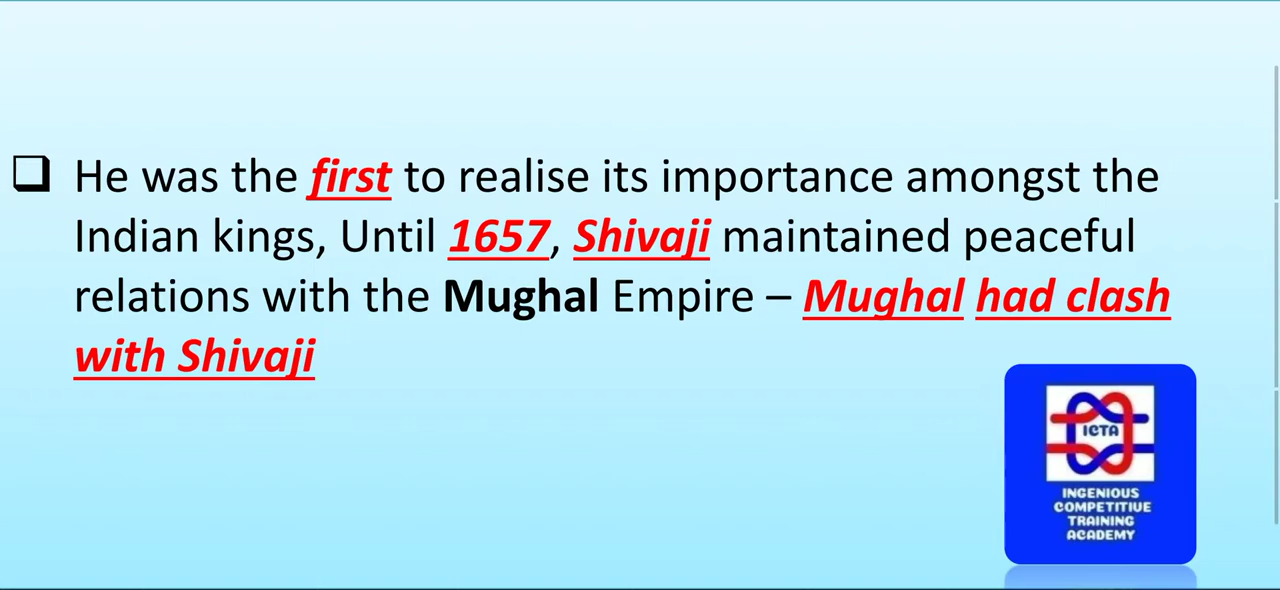 He was the first to realise its importance amongst the
Indian kings, Until 1657, Shivaji maintained peaceful
relations with the Mughal Empire – Mughal had clash
with Shivaji
ICTA
INGENIOUS
COMPETITIVE
TRAINING
ACADEMY